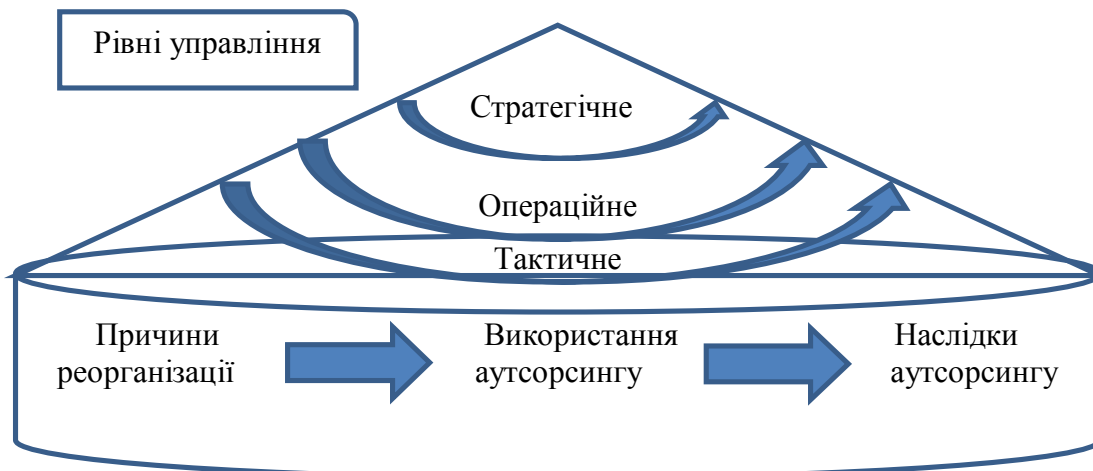 Рівні управління
Стратегічне
Операційне
Тактичне
Причини
реорганізації
Використання
аутсорсингу
Наслідки
аутсорсингу